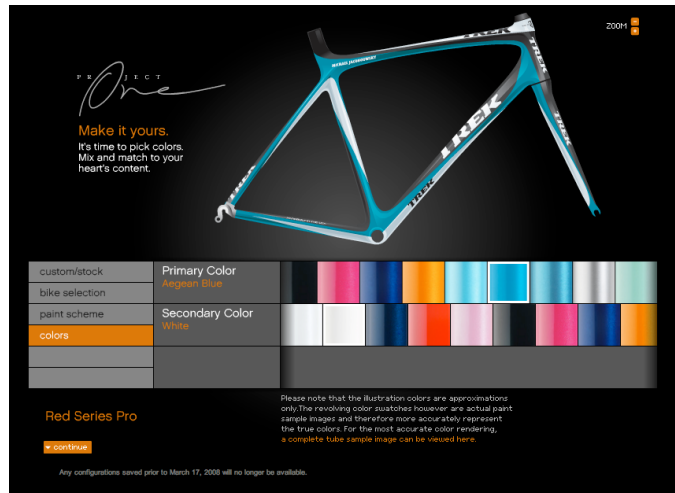 ZOOM
PROJECT
One
Make it yours.
It's time to pick colors.
Mix and match to your
heart's content.
MICHAEL JACKOWSKI
TREK
TREK
TREK
TREK
TREK
TREK
custom/stock
bike selection
paint scheme
colors
Primary Color
Aegean Blue
Secondary Color
White
Please note that the illustration colors are approximations
only.The revolving color swatches however are actual paint
sample images and therefore more accurately represent
the true colors. For the most accurate color rendering,
a complete tube sample image can be viewed here.
Red Series Pro
continue
Any configurations saved prior to March 17, 2008 will no longer be available.